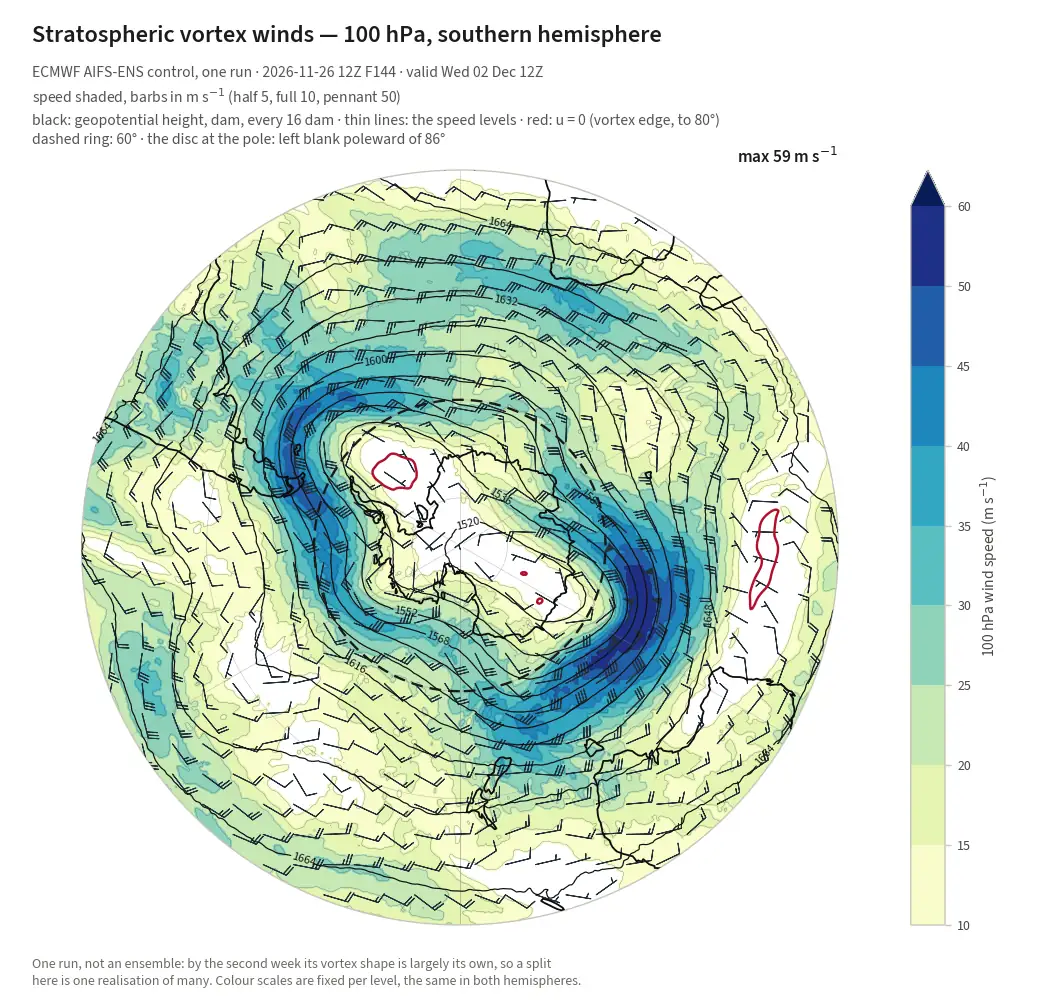 Stratospheric vortex winds — 100 hPa, southern hemisphere
ECMWF AIFS-ENS control, one run · 2026-11-26 12Z F144 · valid Wed 02 Dec 12Z
speed shaded, barbs in m s⁻¹ (half 5, full 10, pennant 50)
black: geopotential height, dam, every 16 dam · thin lines: the speed levels · red: u = 0 (vortex edge, to 80°)
dashed ring: 60° · the disc at the pole: left blank poleward of 86°
max 59 m s⁻¹
1664
1632
1600
1664
1536
1520
1552
1568
1616
1648
1664
1664
60
50
45
40
35
30
25
20
15
10
100 hPa wind speed (m s⁻¹)
One run, not an ensemble: by the second week its vortex shape is largely its own, so a split
here is one realisation of many. Colour scales are fixed per level, the same in both hemispheres.